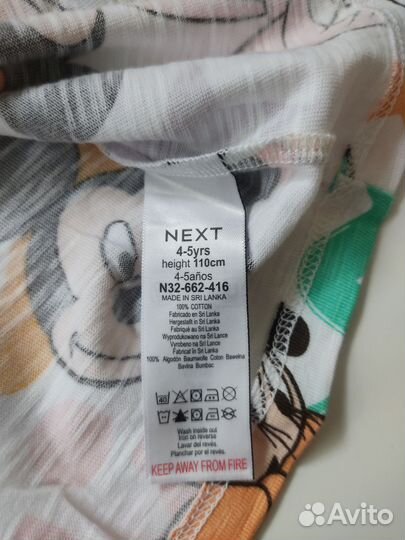 NEXT
4-5yrs
height 110cm
4-5años
N32-662-416
MADE IN SRI LANKA
100% COTTON
Fabricado en Sri Lanka
Hergestellt in Sri Lanka
Fabriqué au Sri Lanka
Wyprodukowano na Sri Lance
Vyrobeno na Srí Lance
Fabricat în Sri Lanka
100% Algodón Baumwolle Coton Bawełna
Bavlna Bumbac
40
Wash inside out
Iron on reverse
Lavar del revés.
Planchar por el revés.
KEEP AWAY FROM FIRE
Avito